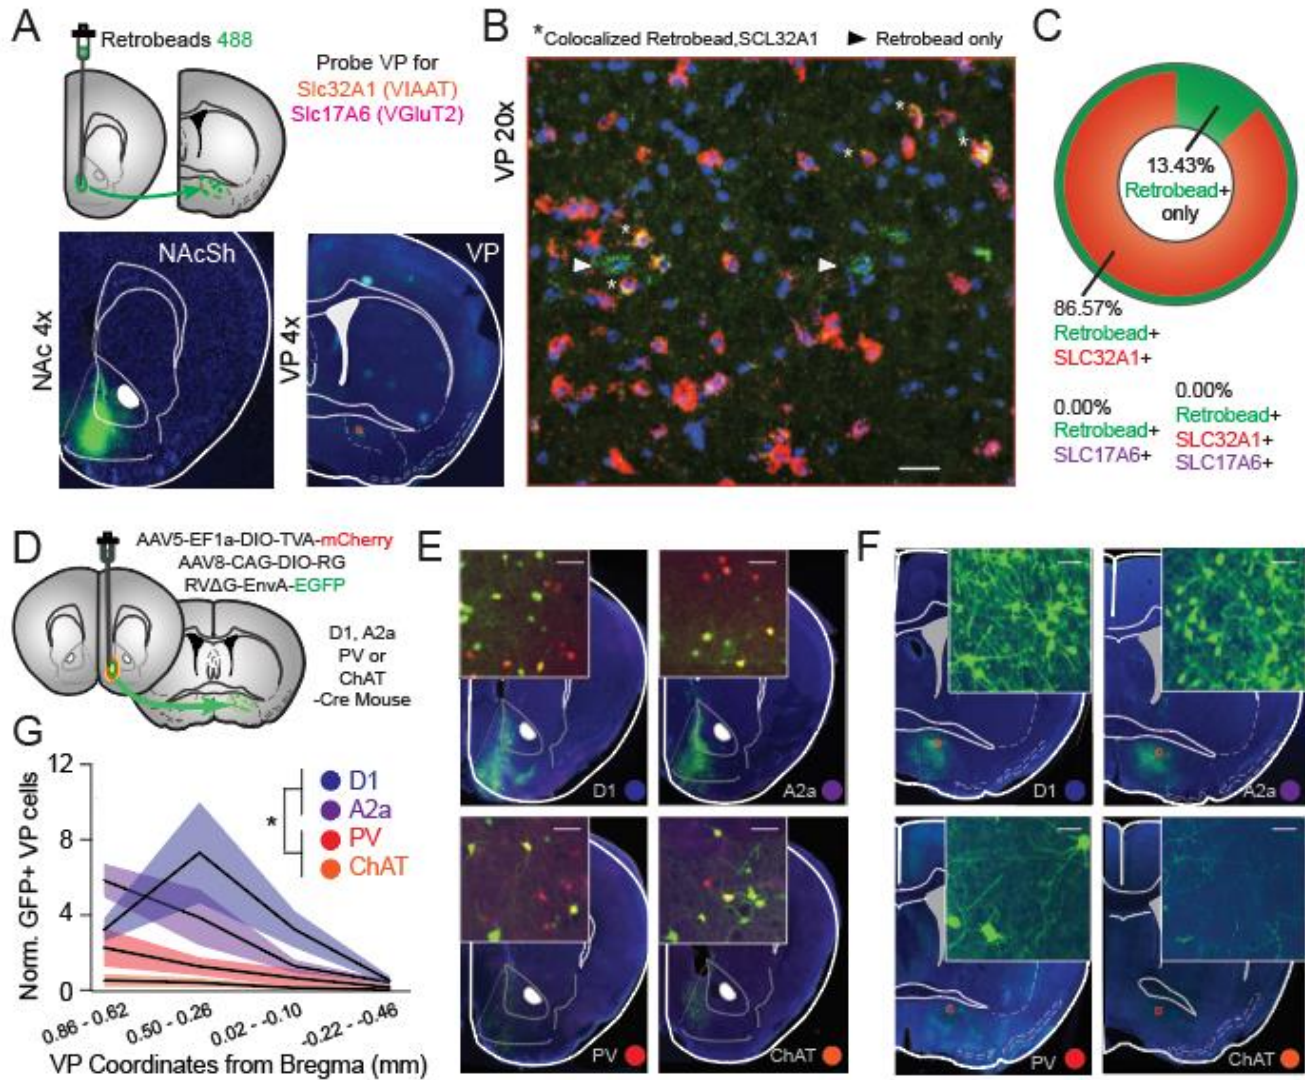 A
Retrobeads 488
Probe VP for
Slc32A1 (VIAAT)
Slc17A6 (VGluT2)
NAc 4x
NAcSh
VP 4x
VP
B
*Colocalized Retrobead,SCL32A1
Retrobead only
VP 20x
*
*
*
*
*
C
13.43%
Retrobead+
only
86.57%
Retrobead+
SLC32A1+
0.00%
Retrobead+
SLC17A6+
0.00%
Retrobead+
SLC32A1+
SLC17A6+
D
AAV5-EF1a-DIO-TVA-mCherry
AAV8-CAG-DIO-RG
RVΔG-EnvA-EGFP
D1, A2a
PV or
ChAT
-Cre Mouse
E
D1
A2a
PV
ChAT
F
D1
A2a
PV
ChAT
G
Norm. GFP+ VP cells
12
8
4
0
*
D1
A2a
PV
ChAT
0.86 - 0.62
0.50 - 0.26
0.02 - -0.10
-0.22 - -0.46
VP Coordinates from Bregma (mm)